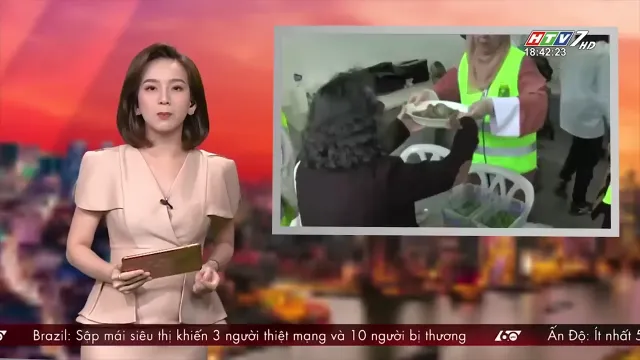 HTV7 HD
18:42:23
Brazil: Sập mái siêu thị khiến 3 người thiệt mạng và 10 người bị thương 60 Ấn Độ: Ít nhất 5